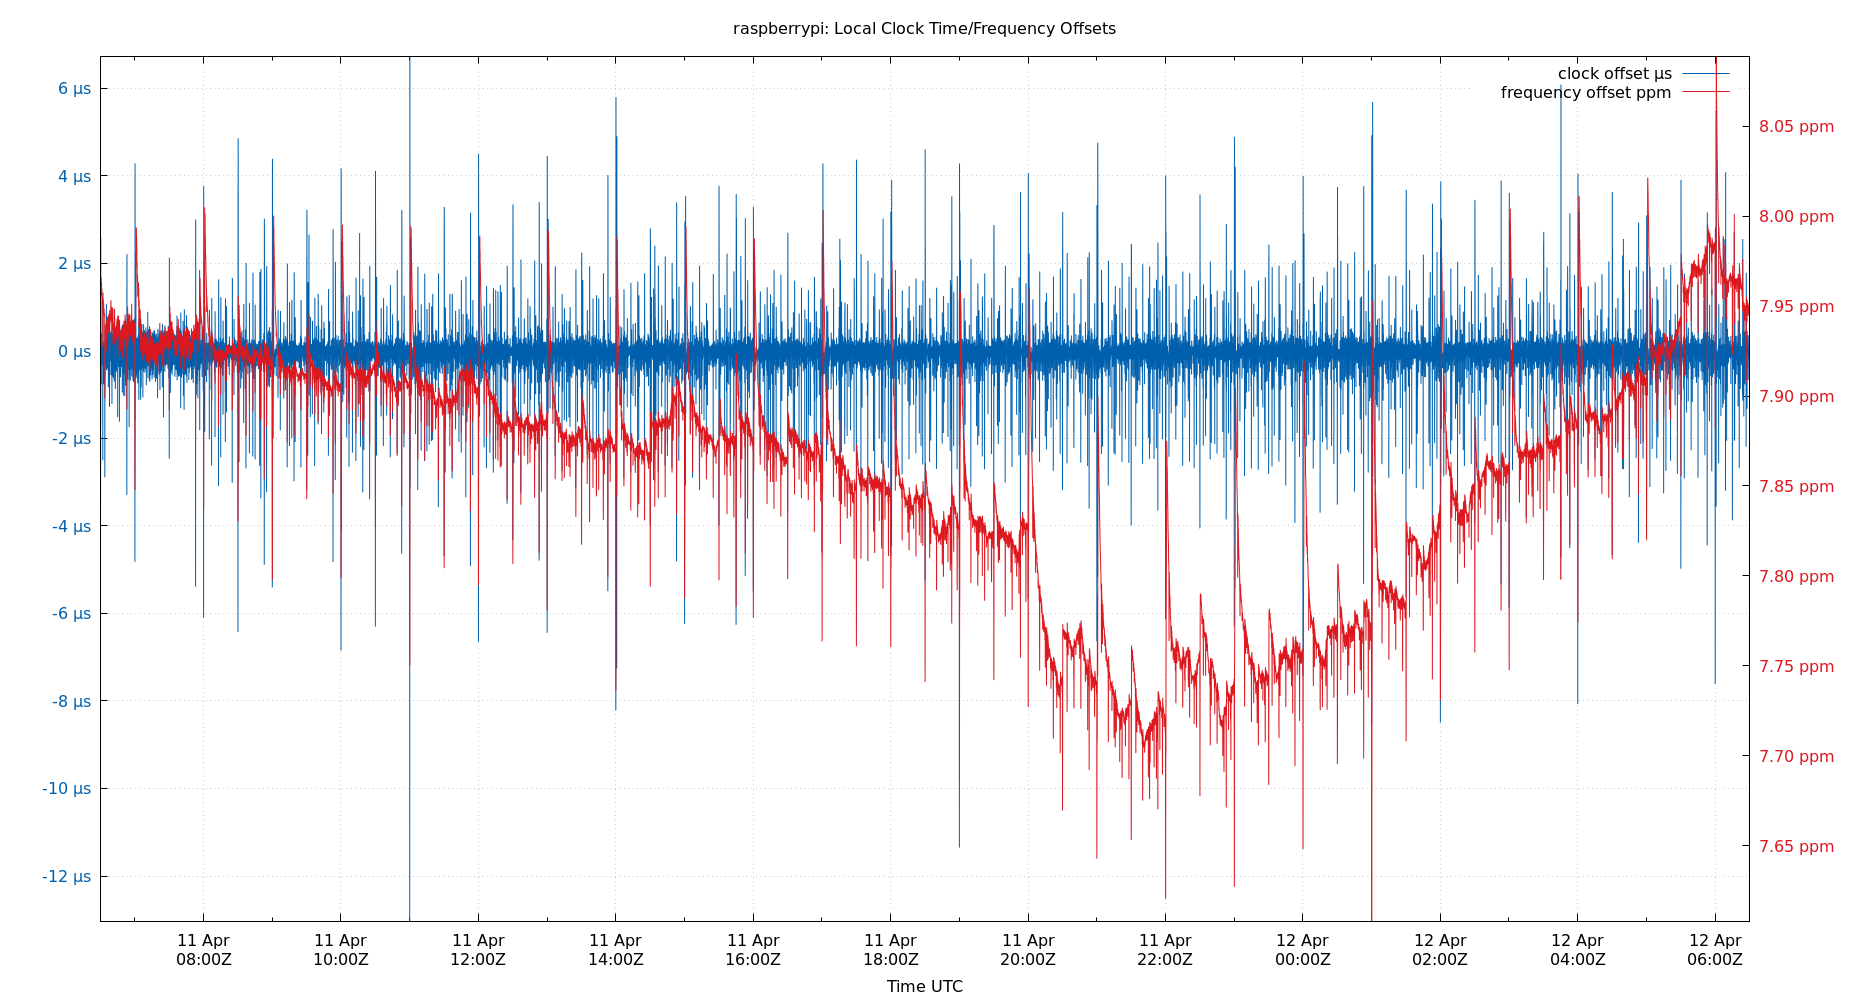 raspberrypi: Local Clock Time/Frequency Offsets
clock offset µs
frequency offset ppm
6 µs
4 µs
2 µs
0 µs
-2 µs
-4 µs
-6 µs
-8 µs
-10 µs
-12 µs
8.05 ppm
8.00 ppm
7.95 ppm
7.90 ppm
7.85 ppm
7.80 ppm
7.75 ppm
7.70 ppm
7.65 ppm
11 Apr 11 Apr 11 Apr 11 Apr 11 Apr 11 Apr 11 Apr 11 Apr 12 Apr 12 Apr 12 Apr 12 Apr
08:00Z 10:00Z 12:00Z 14:00Z 16:00Z 18:00Z 20:00Z 22:00Z 00:00Z 02:00Z 04:00Z 06:00Z
Time UTC